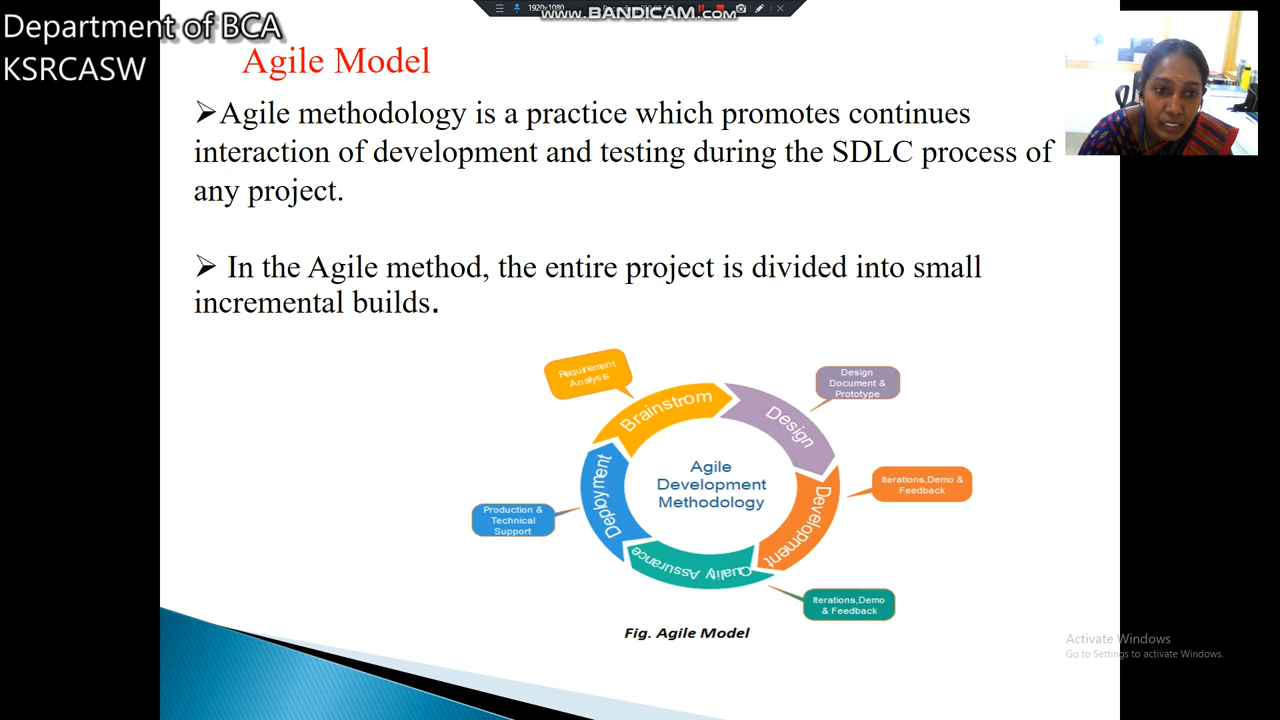 1920x1080
www.BANDICAM.com
Department of BCA
KSRCASW
Agile Model
➢Agile methodology is a practice which promotes continues
interaction of development and testing during the SDLC process of
any project.
➢ In the Agile method, the entire project is divided into small
incremental builds.
Requirement
Analysis
Brainstrom
Design
Design
Document &
Prototype
Agile
Development
Methodology
Deployment
Development
Iterations,Demo &
Feedback
Production &
Technical
Support
Quality Assurance
Iterations,Demo
& Feedback
Fig. Agile Model
Activate Windows
Go to Settings to activate Windows.